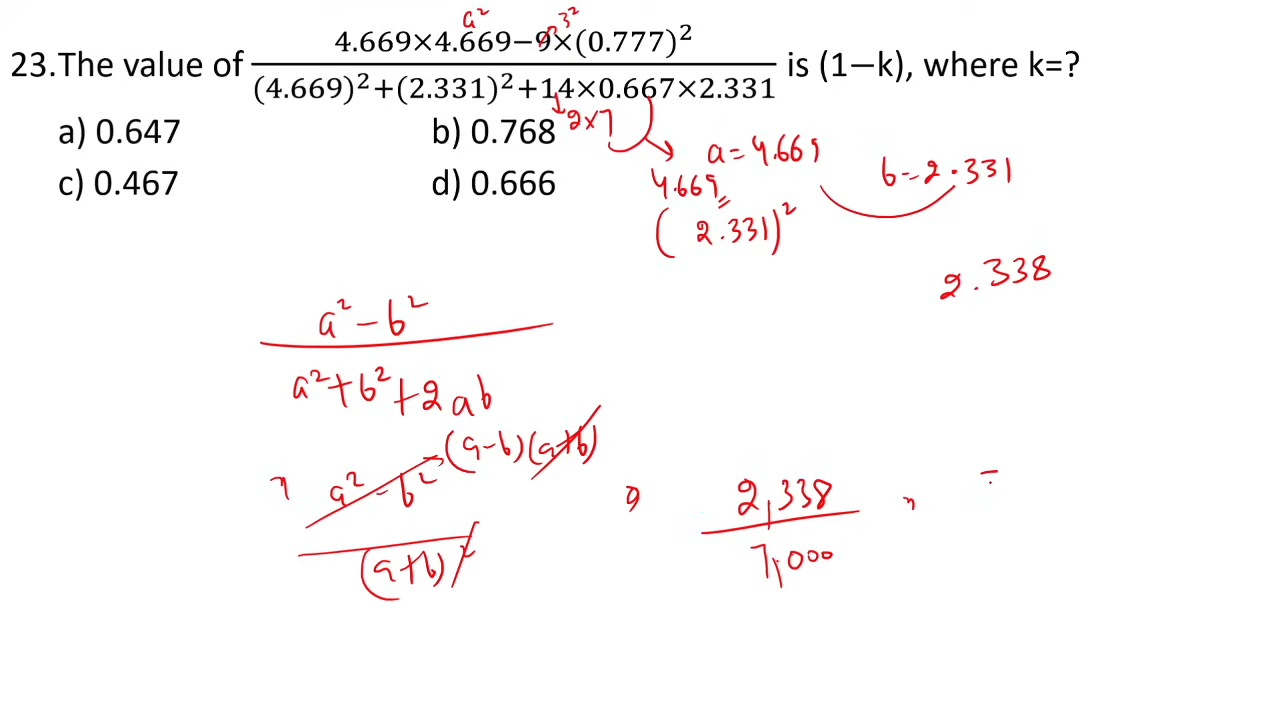 23.The value of 4.669×4.669−9×(0.777)² / (4.669)²+(2.331)²+14×0.667×2.331 is (1−k), where k=?
a² 3²
a) 0.647 b) 0.768
c) 0.467 d) 0.666
2×7
a = 4.669 b = 2.331
4.669
(2.331)²
2.338
a² − b²
a² + b² + 2ab
(a−b)(a+b)
a² − b²
(a+b)²
2.338
7.000